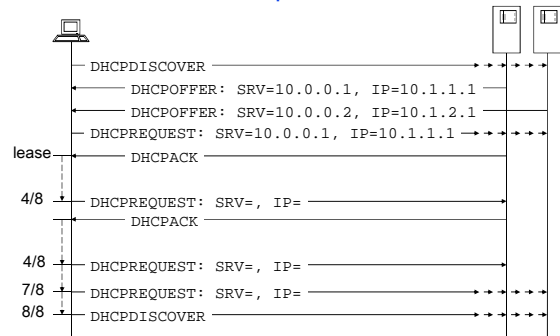 DHCPDISCOVER
DHCPOFFER: SRV=10.0.0.1, IP=10.1.1.1
DHCPOFFER: SRV=10.0.0.2, IP=10.1.2.1
DHCPREQUEST: SRV=10.0.0.1, IP=10.1.1.1
lease DHCPACK
4/8 DHCPREQUEST: SRV=, IP=
DHCPACK
4/8 DHCPREQUEST: SRV=, IP=
7/8 DHCPREQUEST: SRV=, IP=
8/8 DHCPDISCOVER